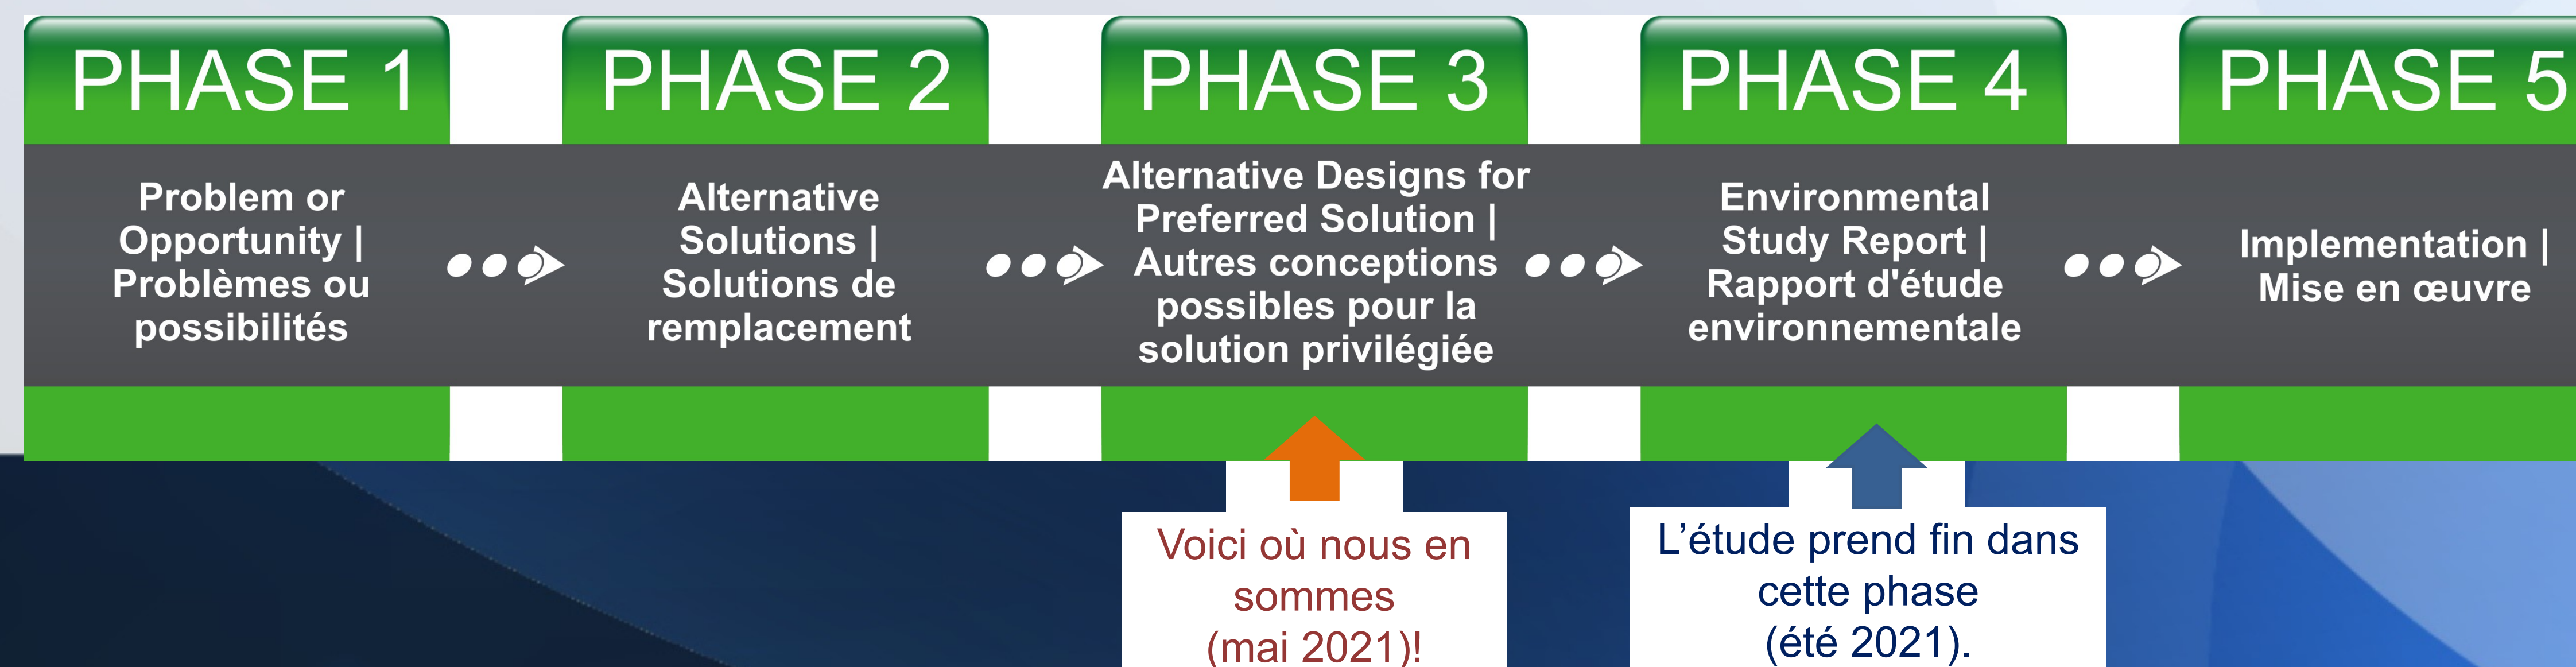 PHASE 1
Problem or
Opportunity |
Problèmes ou
possibilités
PHASE 2
Alternative
Solutions |
Solutions de
remplacement
PHASE 3
Alternative Designs for
Preferred Solution |
Autres conceptions
possibles pour la
solution privilégiée
PHASE 4
Environmental
Study Report |
Rapport d'étude
environnementale
PHASE 5
Implementation |
Mise en œuvre
Voici où nous en
sommes
(mai 2021)!
L’étude prend fin dans
cette phase
(été 2021).